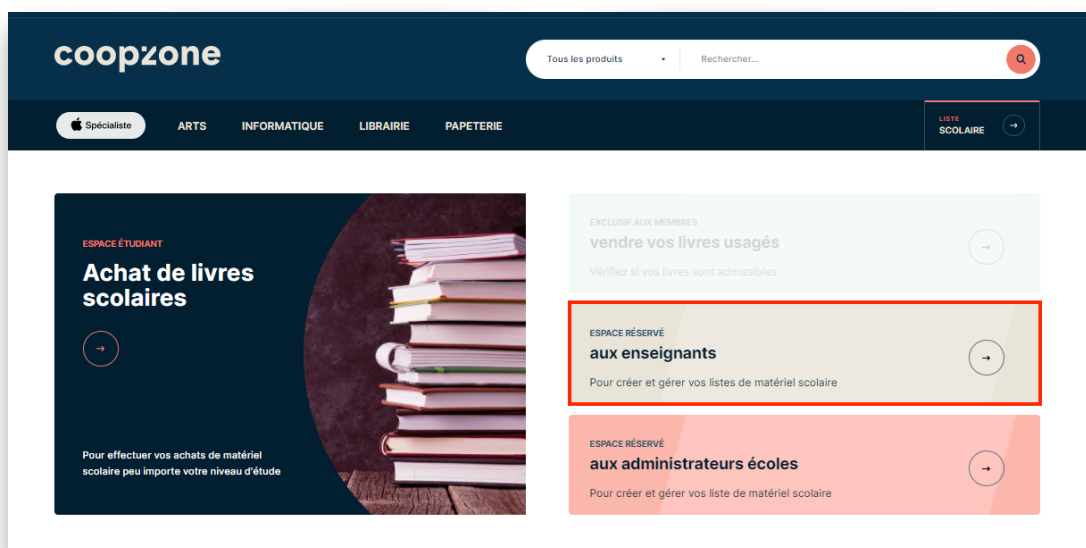 coopzone
Tous les produits
Rechercher...
Spécialiste
ARTS
INFORMATIQUE
LIBRAIRIE
PAPETERIE
LISTE
SCOLAIRE
ESPACE ÉTUDIANT
Achat de livres
scolaires
Pour effectuer vos achats de matériel
scolaire peu importe votre niveau d'étude
EXCLUSIF AUX MEMBRES
vendre vos livres usagés
Vérifiez si vos livres sont admissibles
ESPACE RÉSERVÉ
aux enseignants
Pour créer et gérer vos listes de matériel scolaire
ESPACE RÉSERVÉ
aux administrateurs écoles
Pour créer et gérer vos liste de matériel scolaire